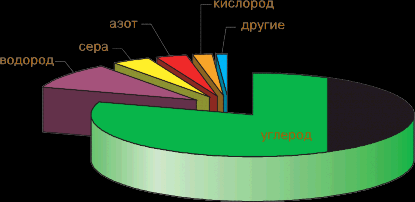 кислород
азот
другие
сера
водород
углерод